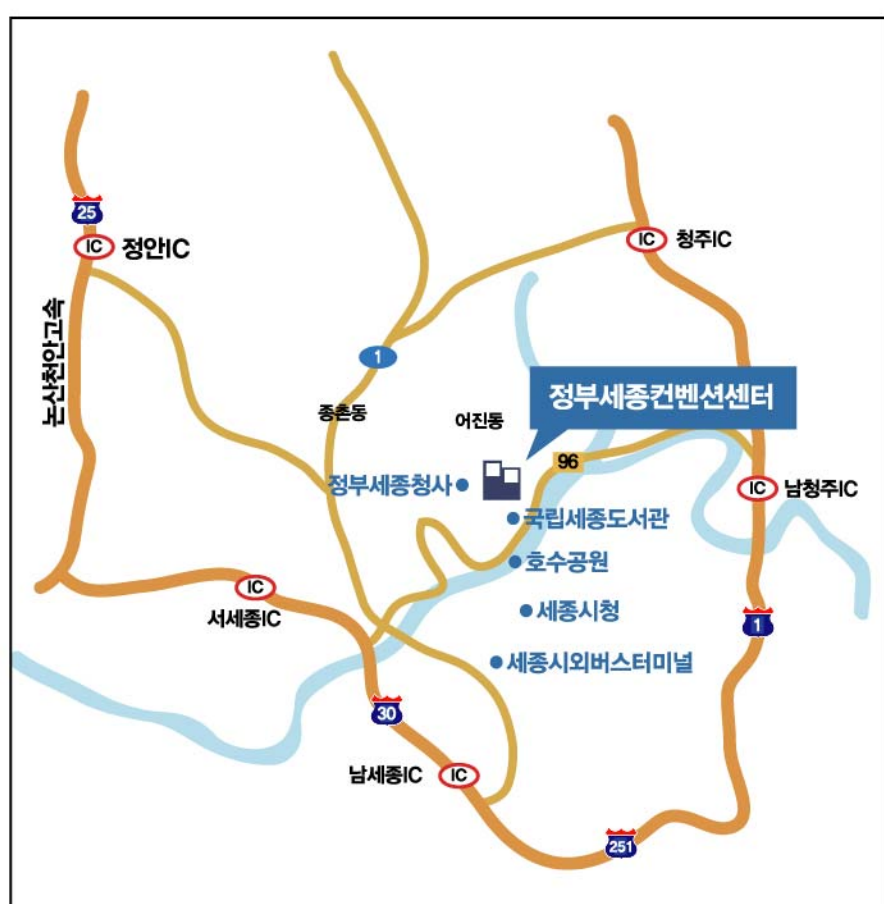 25
IC 정안IC
논산천안고속
IC 청주IC
1
종촌동
어진동
정부세종컨벤션센터
96
정부세종청사
IC 남청주IC
국립세종도서관
호수공원
IC
서세종IC
세종시청
1
세종시외버스터미널
30
남세종IC IC
251